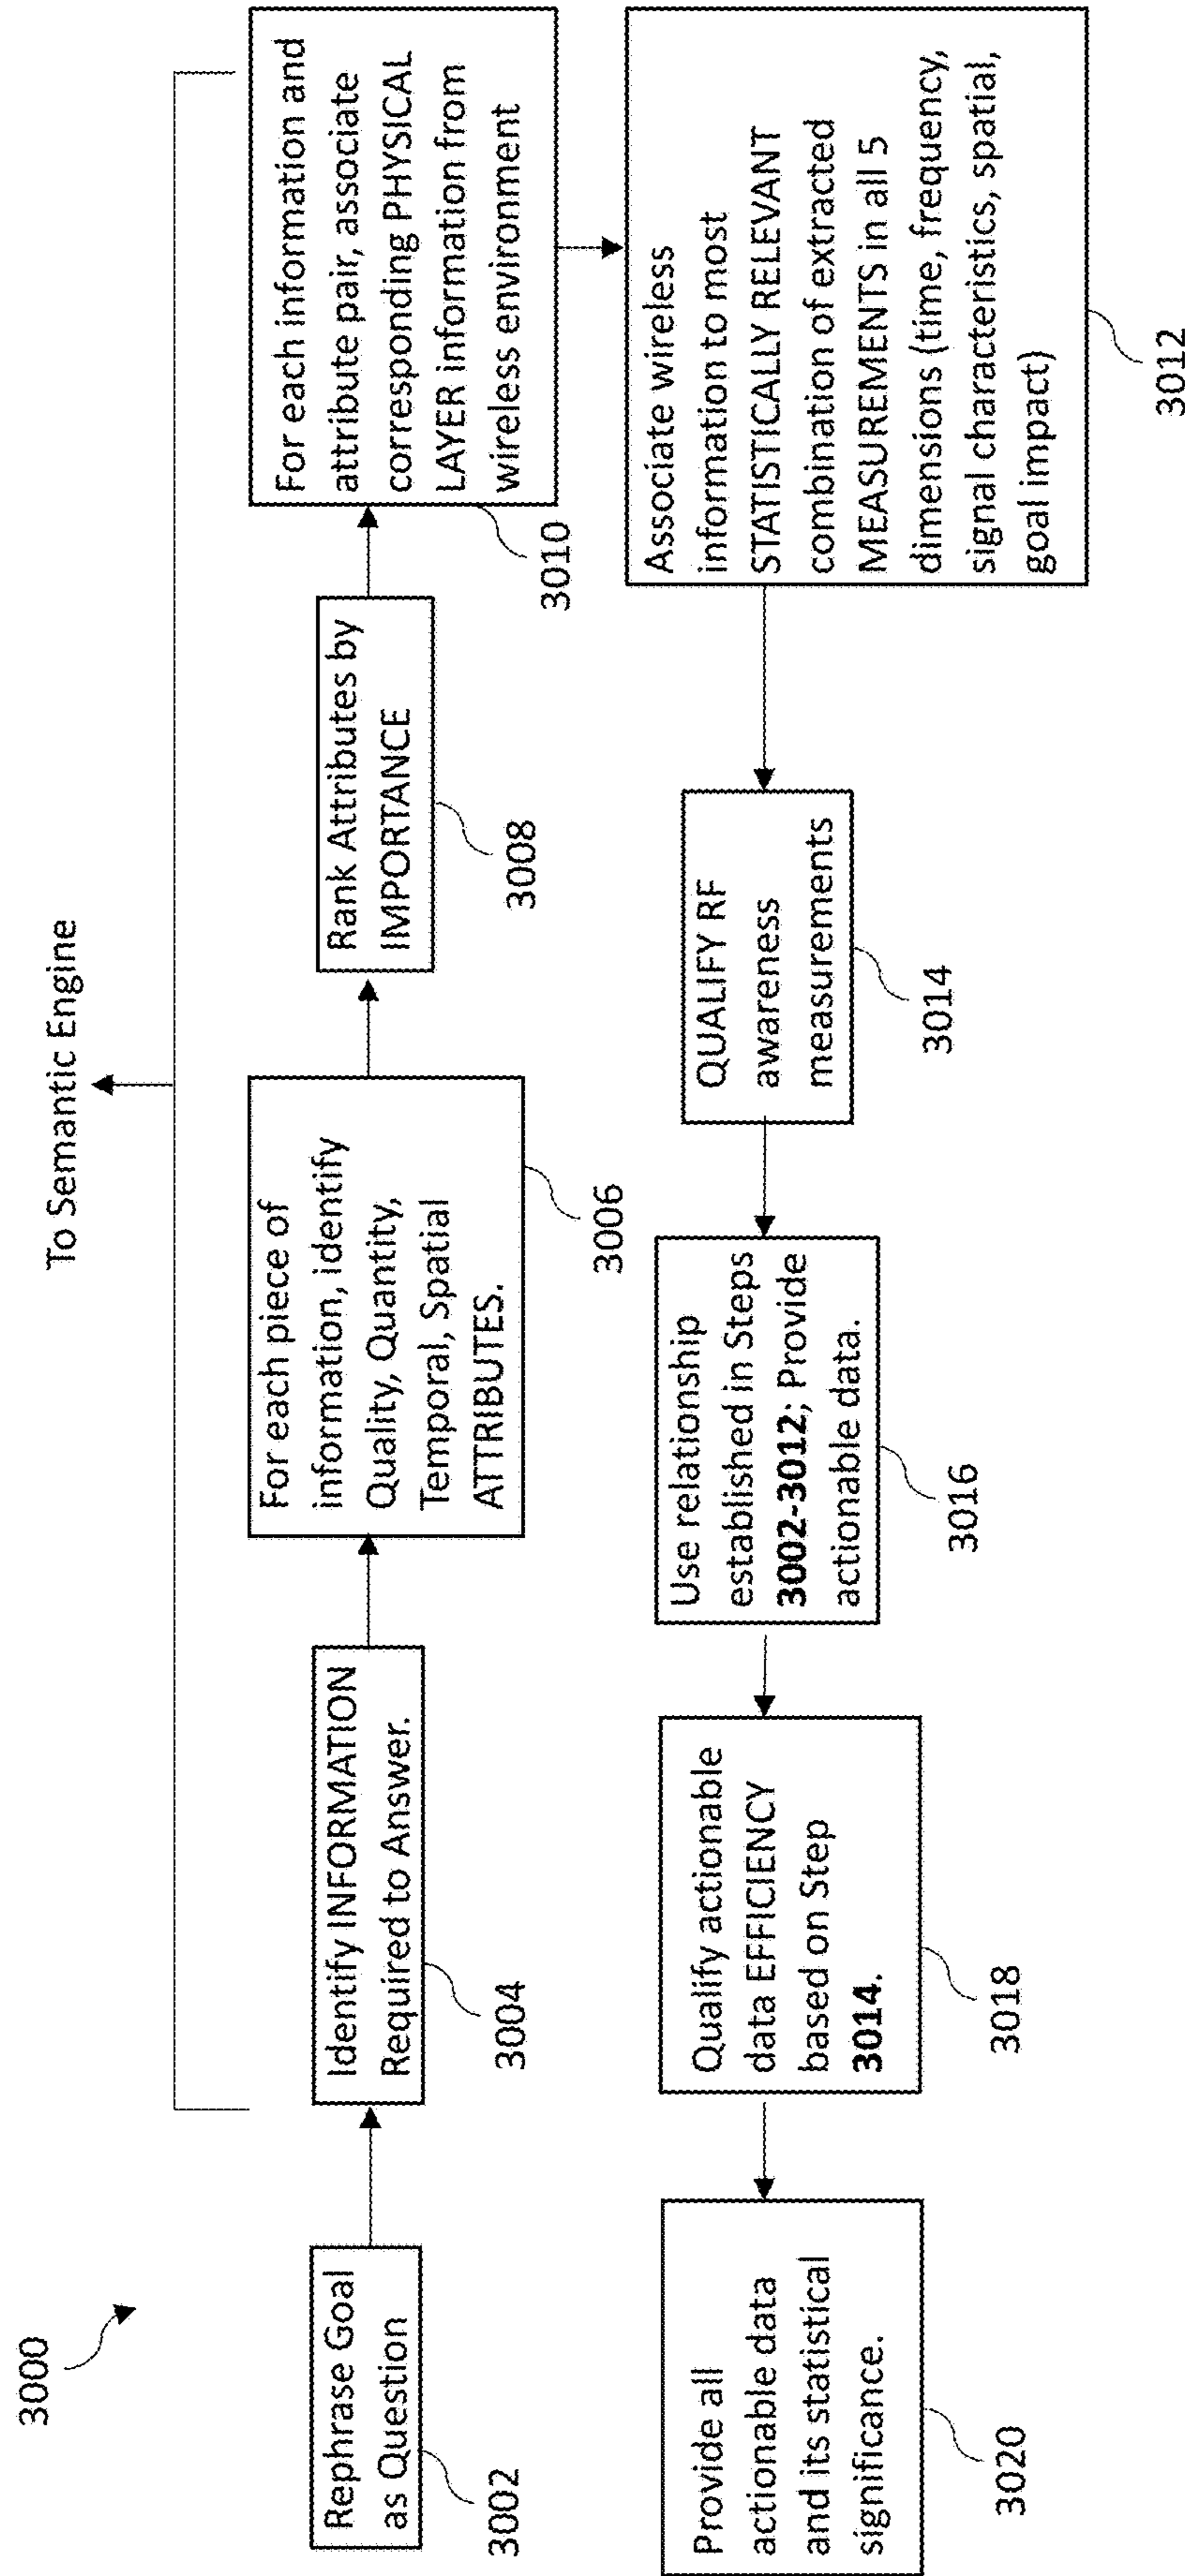 3000
To Semantic Engine
Rephrase Goal
as Question
3002
Identify INFORMATION
Required to Answer.
3004
For each piece of
information, identify
Quality, Quantity,
Temporal, Spatial
ATTRIBUTES.
3006
Rank Attributes by
IMPORTANCE
3008
For each information and
attribute pair, associate
corresponding PHYSICAL
LAYER information from
wireless environment
3010
Associate wireless
information to most
STATISTICALLY RELEVANT
combination of extracted
MEASUREMENTS in all 5
dimensions (time, frequency,
signal characteristics, spatial,
goal impact)
3012
QUALIFY RF
awareness
measurements
3014
Use relationship
established in Steps
3002-3012; Provide
actionable data.
3016
Qualify actionable
data EFFICIENCY
based on Step
3014.
3018
Provide all
actionable data
and its statistical
significance.
3020